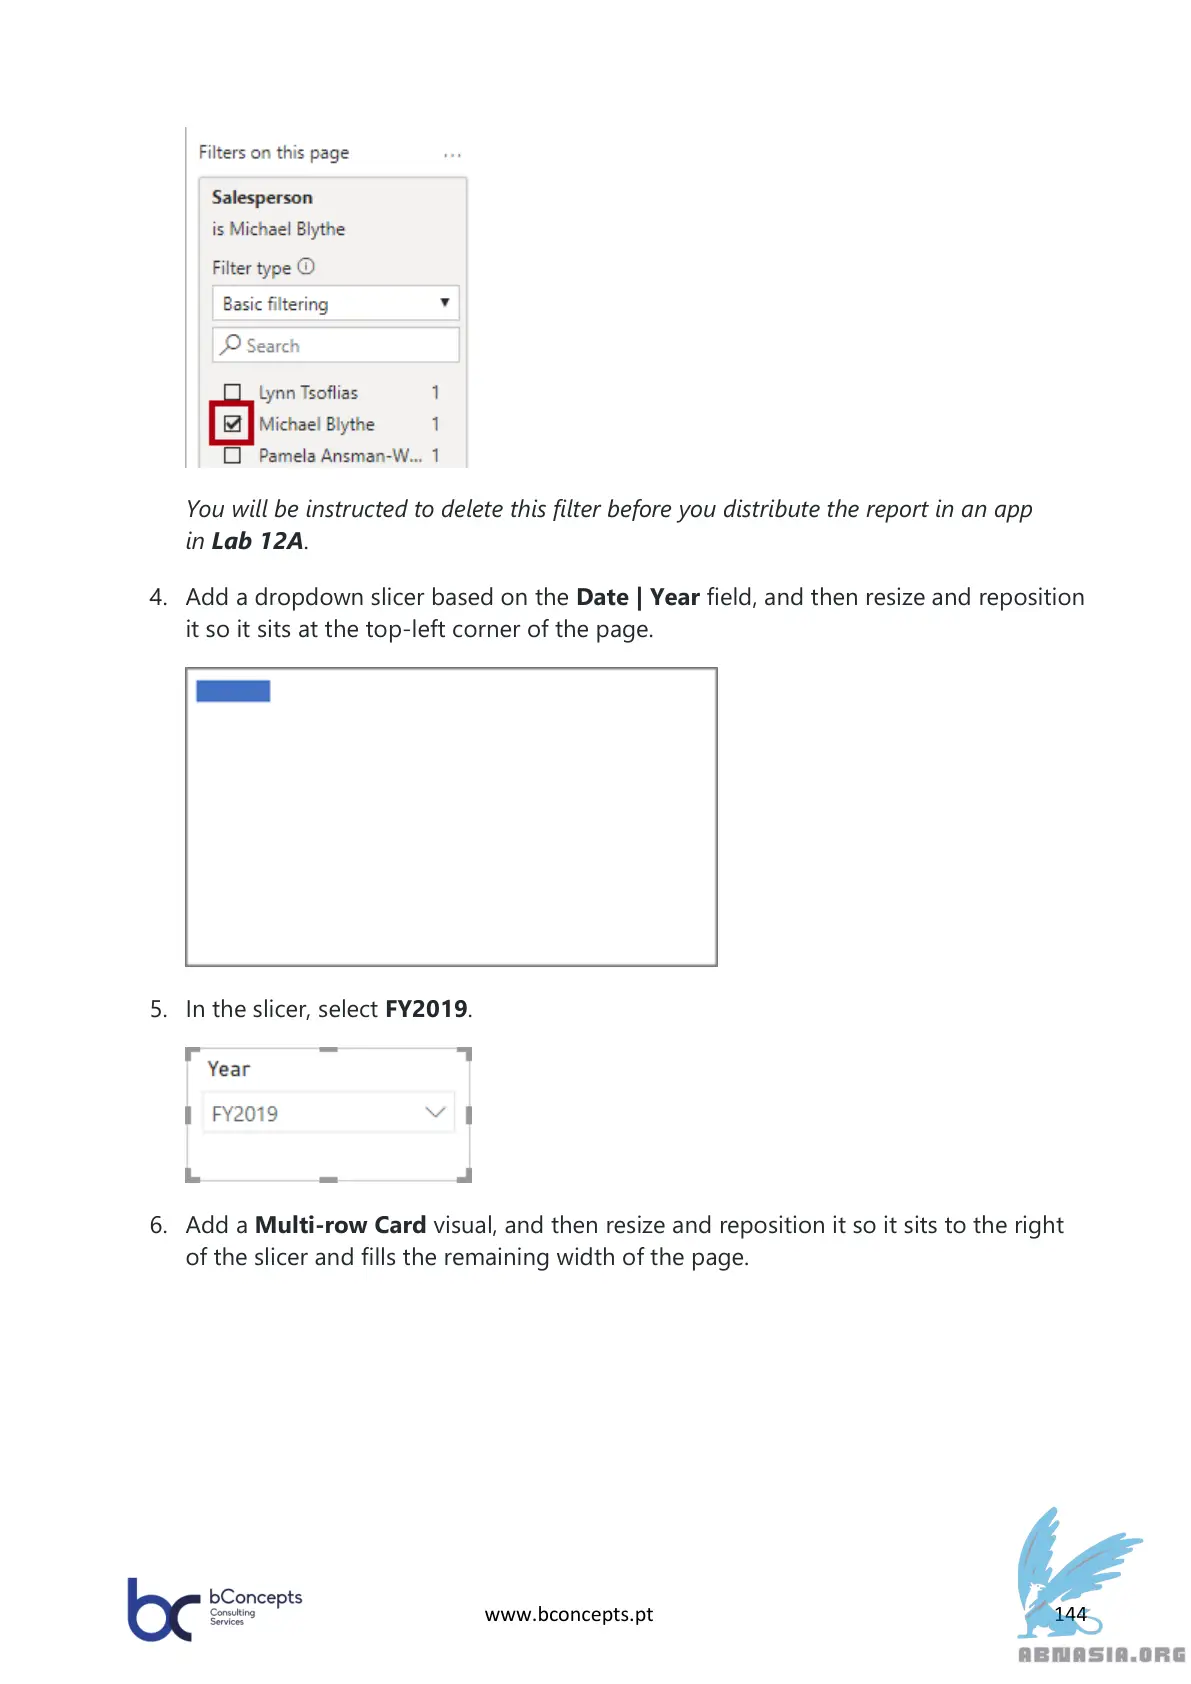 Filters on this page ...
Salesperson
is Michael Blythe
Filter type
Basic filtering
Search
Lynn Tsoflias 1
Michael Blythe 1
Pamela Ansman-W... 1
You will be instructed to delete this filter before you distribute the report in an app
in Lab 12A.
4. Add a dropdown slicer based on the Date | Year field, and then resize and reposition
it so it sits at the top-left corner of the page.
5. In the slicer, select FY2019.
Year
FY2019
6. Add a Multi-row Card visual, and then resize and reposition it so it sits to the right
of the slicer and fills the remaining width of the page.
bc bConcepts
Consulting
Services
www.bconcepts.pt
144
ABNASIA.ORG